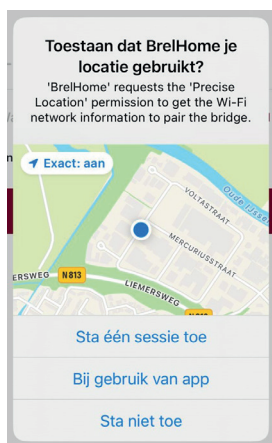 Toestaan dat BrelHome je
locatie gebruikt?
'BrelHome' requests the 'Precise
Location' permission to get the Wi-Fi
network information to pair the bridge.
Exact: aan
Oude IJssel
VOLTASTRAAT
MERCURIUSSTRAAT
ERSWEG
N813
LIEMERSWEG
Sta één sessie toe
Bij gebruik van app
Sta niet toe